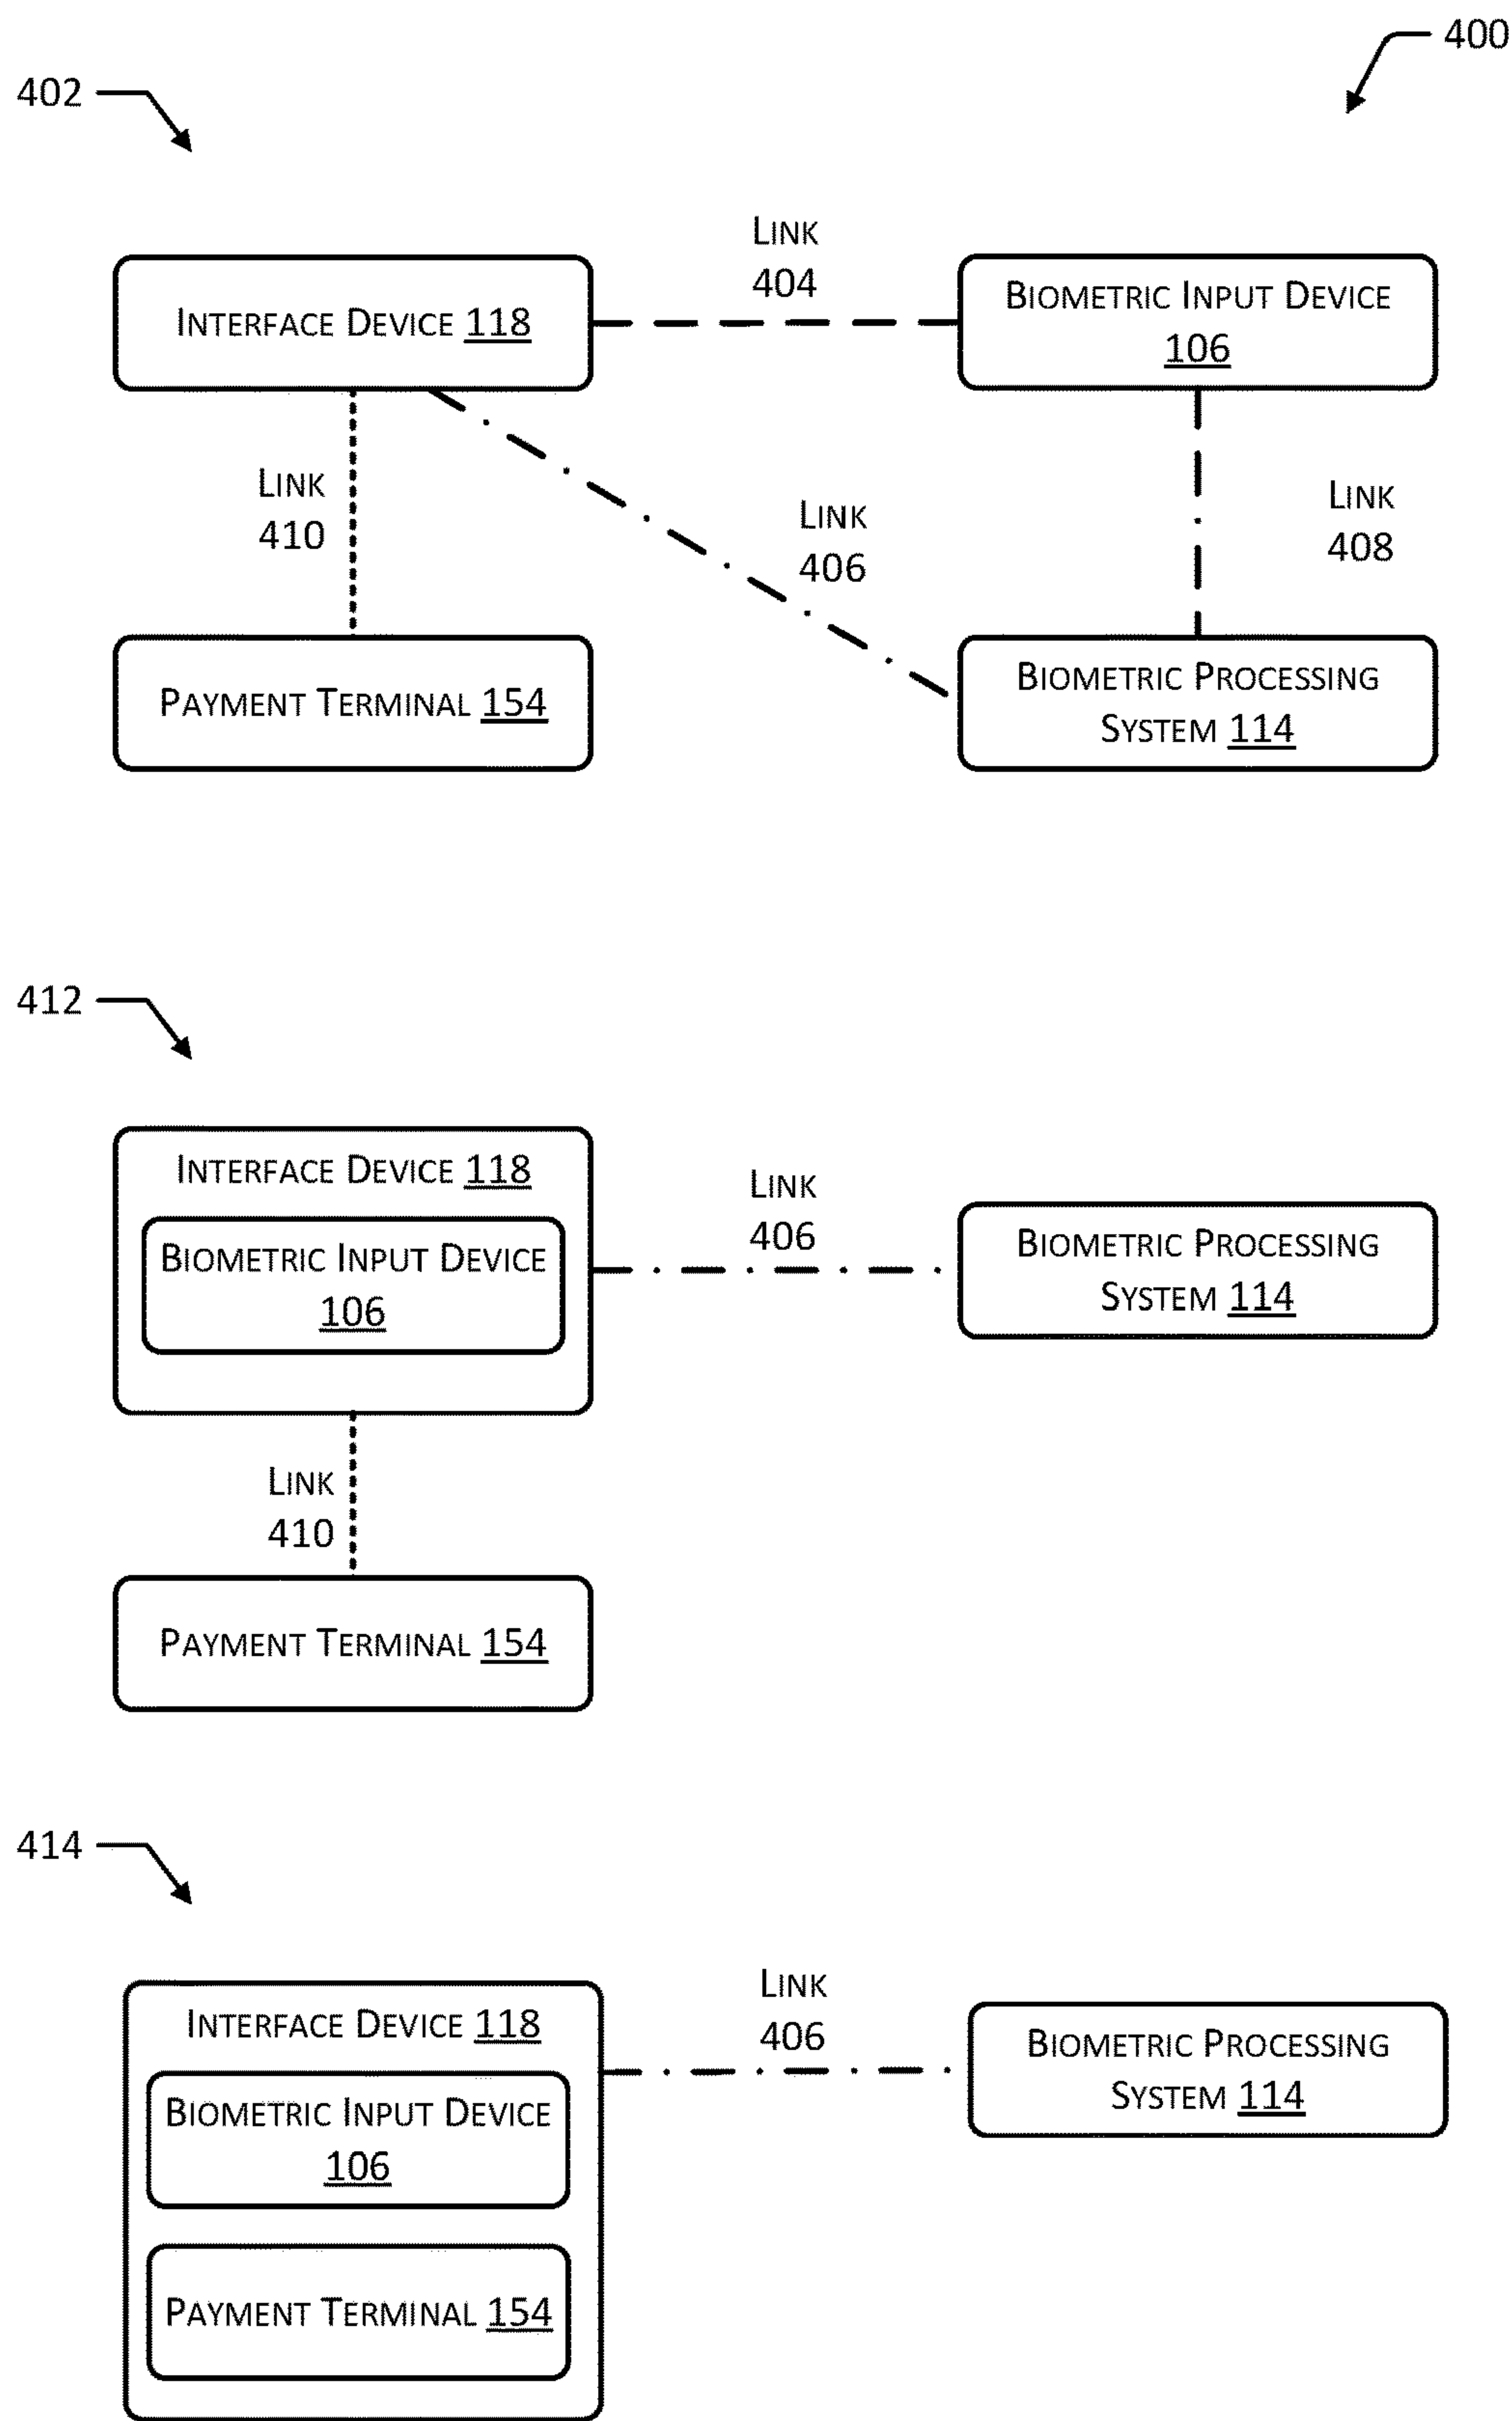 400
402
LINK
404
INTERFACE DEVICE 118
BIOMETRIC INPUT DEVICE
106
LINK
410
LINK
406
LINK
408
PAYMENT TERMINAL 154
BIOMETRIC PROCESSING
SYSTEM 114
412
INTERFACE DEVICE 118
BIOMETRIC INPUT DEVICE
106
LINK
406
BIOMETRIC PROCESSING
SYSTEM 114
LINK
410
PAYMENT TERMINAL 154
414
INTERFACE DEVICE 118
BIOMETRIC INPUT DEVICE
106
PAYMENT TERMINAL 154
LINK
406
BIOMETRIC PROCESSING
SYSTEM 114